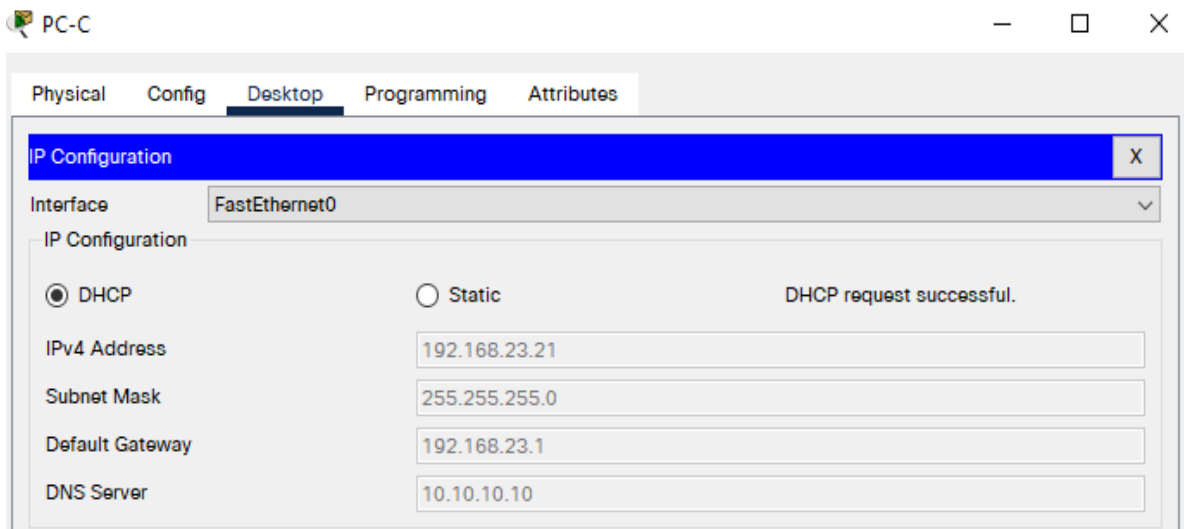 PC-C
Physical Config Desktop Programming Attributes
IP Configuration X
Interface FastEthernet0
IP Configuration
DHCP Static DHCP request successful.
IPv4 Address 192.168.23.21
Subnet Mask 255.255.255.0
Default Gateway 192.168.23.1
DNS Server 10.10.10.10